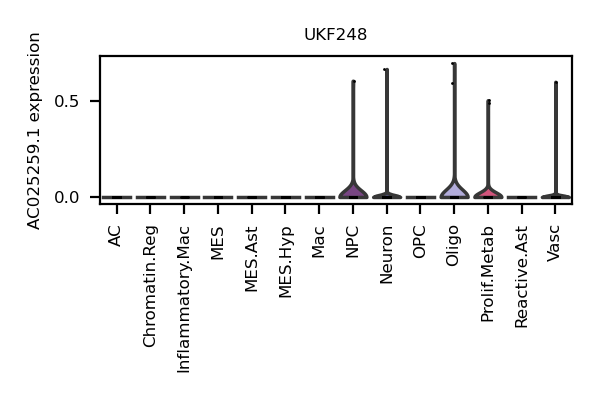 UKF248
AC025259.1 expression
0.5
0.0
AC
Chromatin.Reg
Inflammatory.Mac
MES
MES.Ast
MES.Hyp
Mac
NPC
Neuron
OPC
Oligo
Prolif.Metab
Reactive.Ast
Vasc